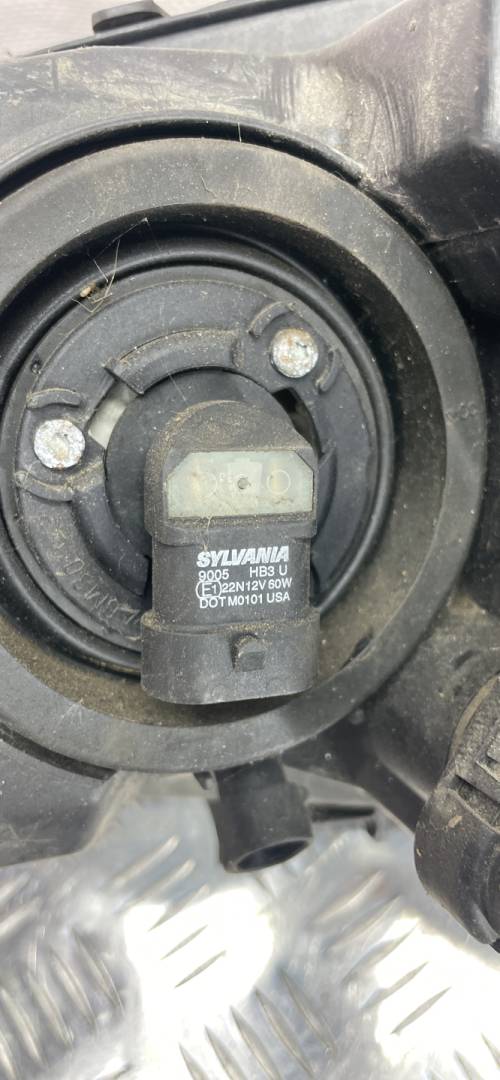 SYLVANIA
9005 HB3 U
E1 22N 12V 60W
DOT M0101 USA